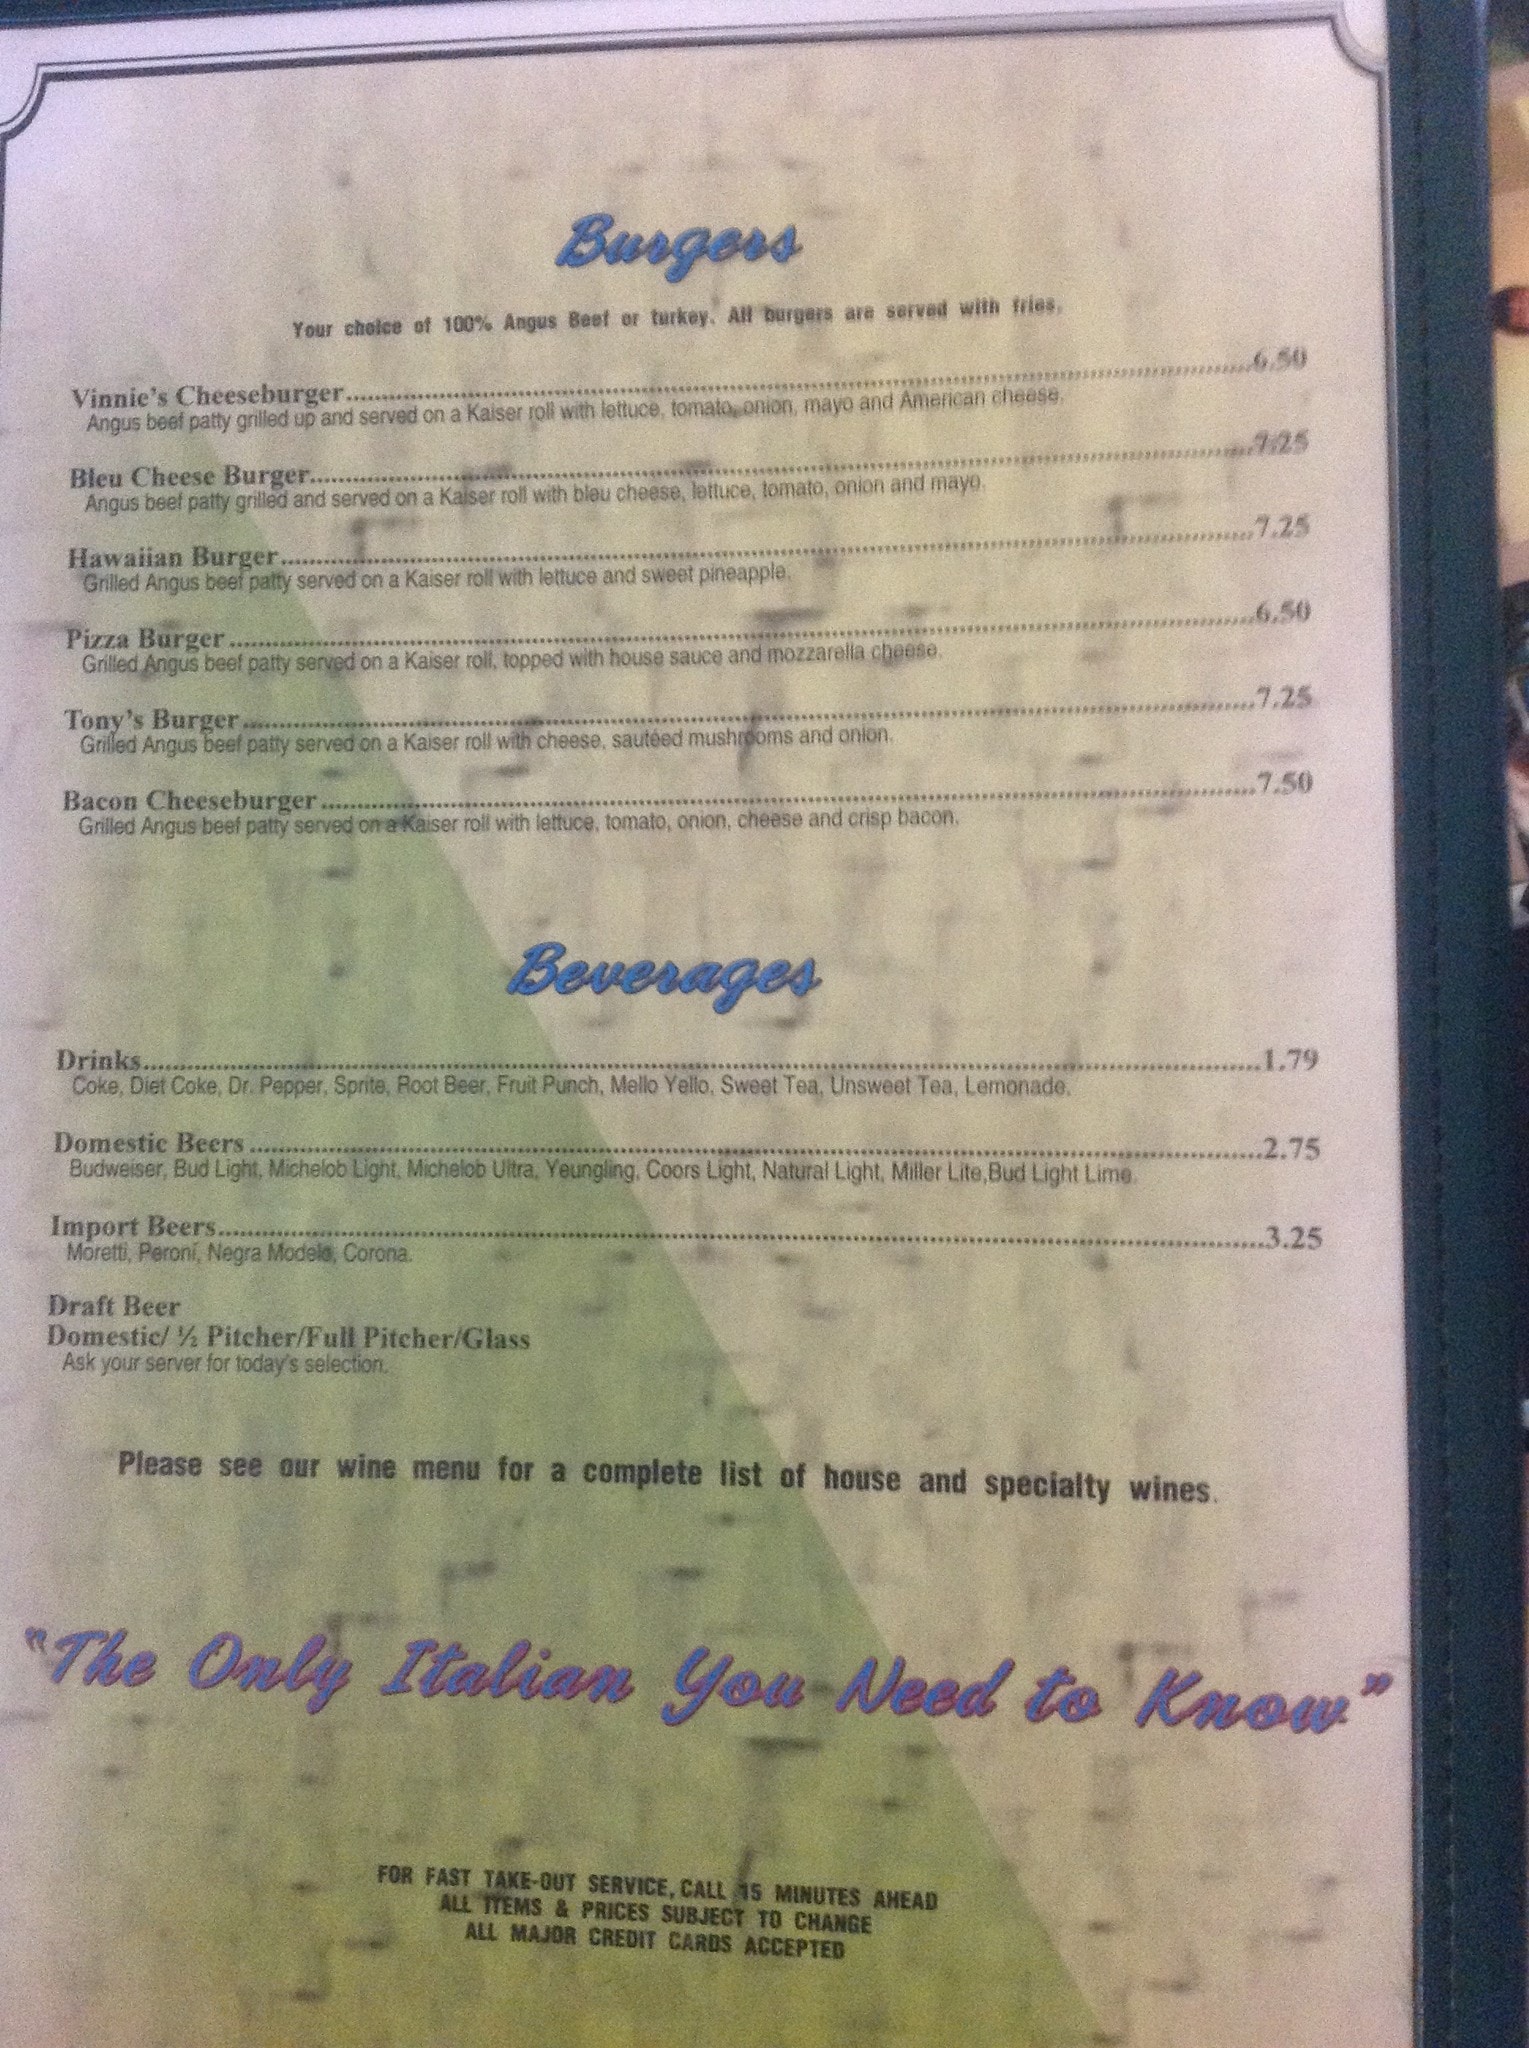 Burgers
Your choice of 100% Angus Beef or turkey. All burgers are served with fries.
Vinnie's Cheeseburger..........6.50
Angus beef patty grilled up and served on a Kaiser roll with lettuce, tomato, onion, mayo and American cheese.
Bleu Cheese Burger..........7.25
Angus beef patty grilled and served on a Kaiser roll with bleu cheese, lettuce, tomato, onion and mayo.
Hawaiian Burger..........7.25
Grilled Angus beef patty served on a Kaiser roll with lettuce and sweet pineapple.
Pizza Burger..........6.50
Grilled Angus beef patty served on a Kaiser roll, topped with house sauce and mozzarella cheese.
Tony's Burger..........7.25
Grilled Angus beef patty served on a Kaiser roll with cheese, sautéed mushrooms and onion.
Bacon Cheeseburger..........7.50
Grilled Angus beef patty served on a Kaiser roll with lettuce, tomato, onion, cheese and crisp bacon.
Beverages
Drinks..........1.79
Coke, Diet Coke, Dr. Pepper, Sprite, Root Beer, Fruit Punch, Mello Yello, Sweet Tea, Unsweet Tea, Lemonade.
Domestic Beers..........2.75
Budweiser, Bud Light, Michelob Light, Michelob Ultra, Yeungling, Coors Light, Natural Light, Miller Lite,Bud Light Lime.
Import Beers..........3.25
Moretti, Peroni, Negra Modelo, Corona.
Draft Beer
Domestic/ ½ Pitcher/Full Pitcher/Glass
Ask your server for today's selection.
Please see our wine menu for a complete list of house and specialty wines.
"The Only Italian You Need to Know"
FOR FAST TAKE-OUT SERVICE, CALL 15 MINUTES AHEAD
ALL ITEMS & PRICES SUBJECT TO CHANGE
ALL MAJOR CREDIT CARDS ACCEPTED